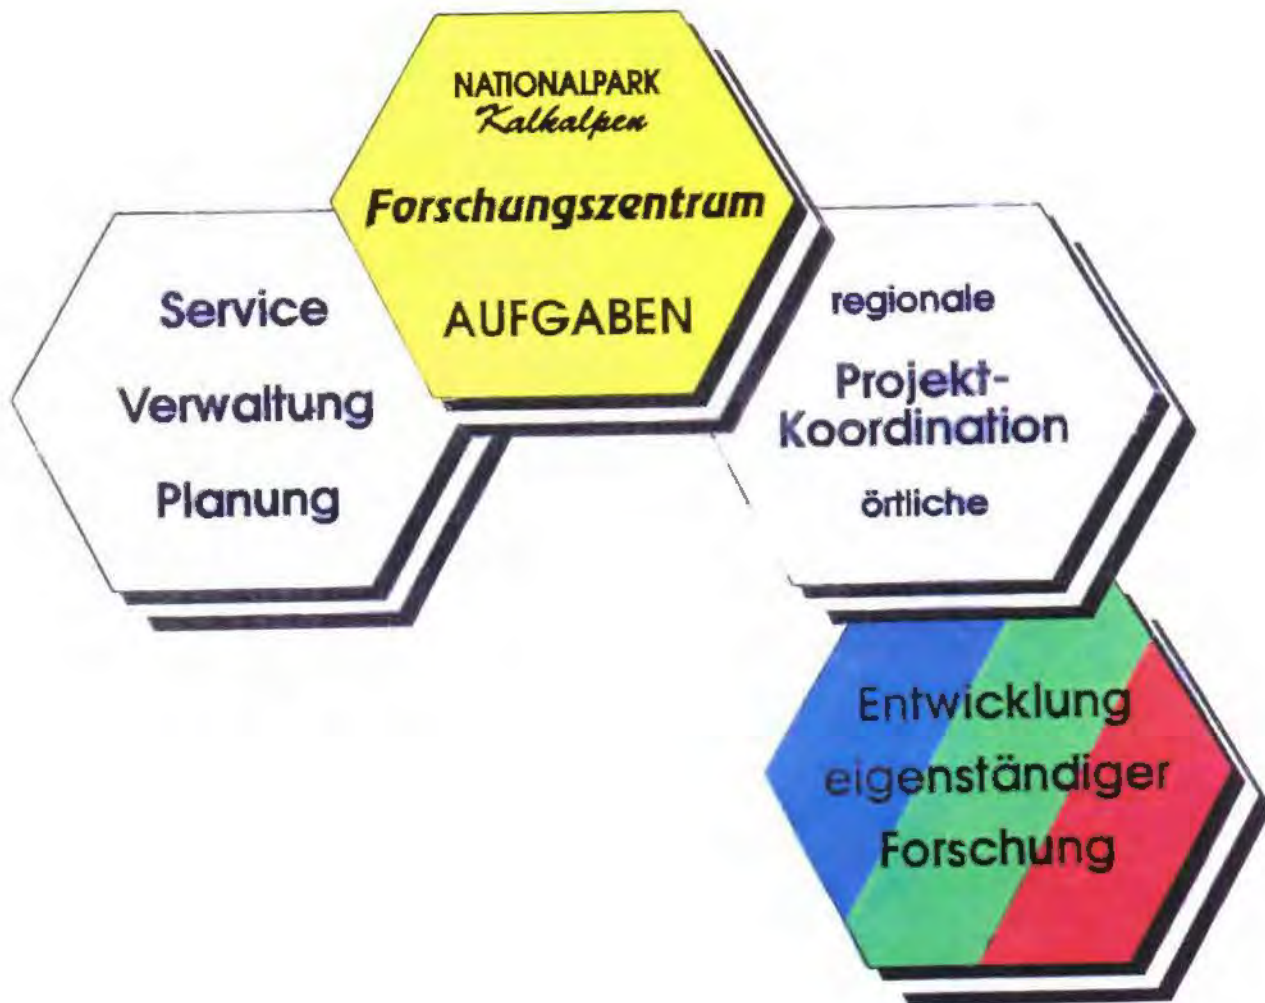 NATIONALPARK
Kalkalpen
Forschungszentrum
AUFGABEN
Service
Verwaltung
Planung
regionale
Projekt-
Koordination
örtliche
Entwicklung
eigenständiger
Forschung